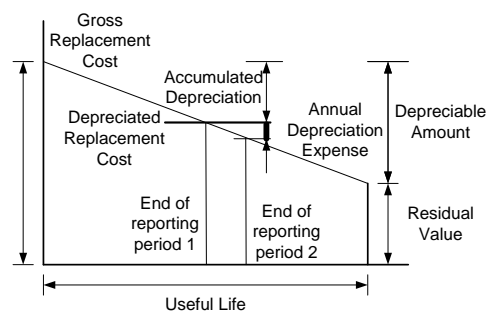 Gross
Replacement
Cost
Accumulated
Depreciation
Depreciated
Replacement
Cost
Annual
Depreciation
Expense
Depreciable
Amount
End of
reporting
period 1
End of
reporting
period 2
Residual
Value
Useful Life